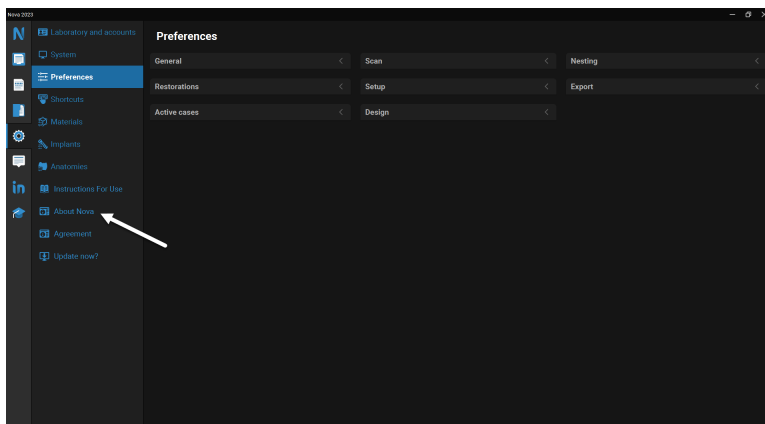 Nova 2023
Laboratory and accounts
System
Preferences
Shortcuts
Materials
Implants
Anatomies
Instructions For Use
About Nova
Agreement
Update now?
in
Preferences
General
Scan
Nesting
Restorations
Setup
Export
Active cases
Design